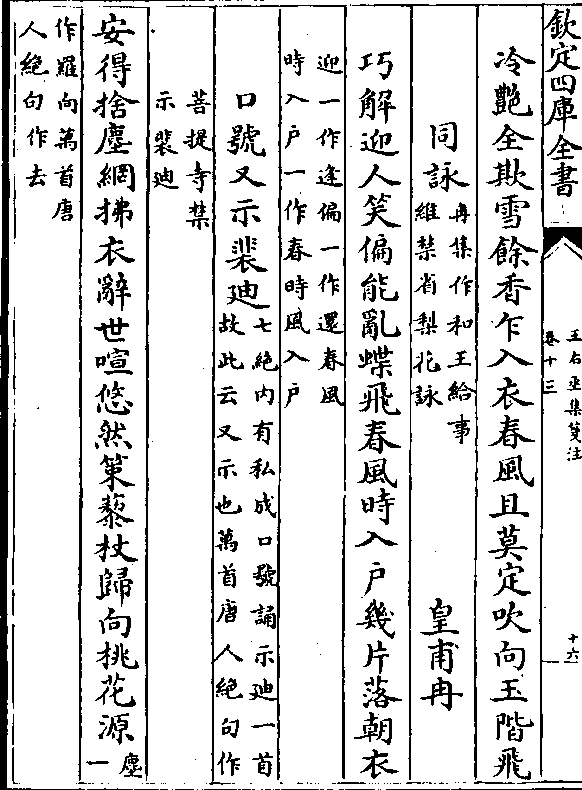 欽定四庫全書
王右丞集箋注
卷十三
十六
冷艷全欺雪餘香乍入衣春風且莫定吹向玉階飛
同詠
冉集作和王給事
維禁省梨花詠
皇甫冉
巧解迎人笑偏能亂蝶飛春風時入戸幾片落朝衣
迎一作逢偏一作還春風
時入戸一作春時風入戸
口號又示裴廸
七絶内有私成口號誦示廸一首
故此云又示也萬首唐人絶句作
菩提寺禁
示裴廸
安得捨塵網拂衣辭世喧悠然策藜杖歸向桃花源
塵一
作羅向萬首唐
人絶句作去